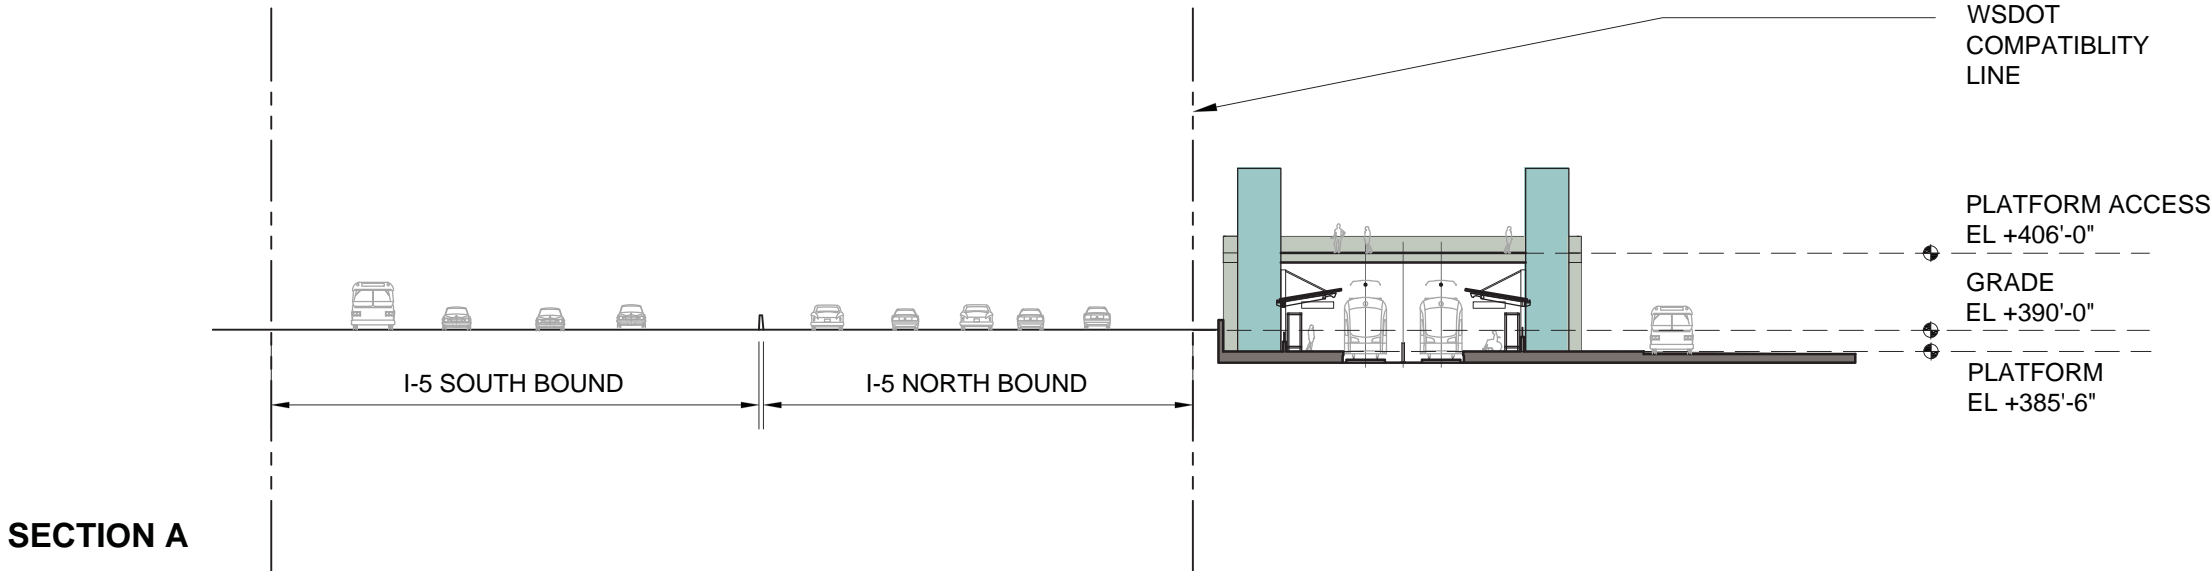 WSDOT
COMPATIBLITY
LINE
PLATFORM ACCESS
EL +406'-0"
GRADE
EL +390'-0"
PLATFORM
EL +385'-6"
I-5 SOUTH BOUND
I-5 NORTH BOUND
SECTION A